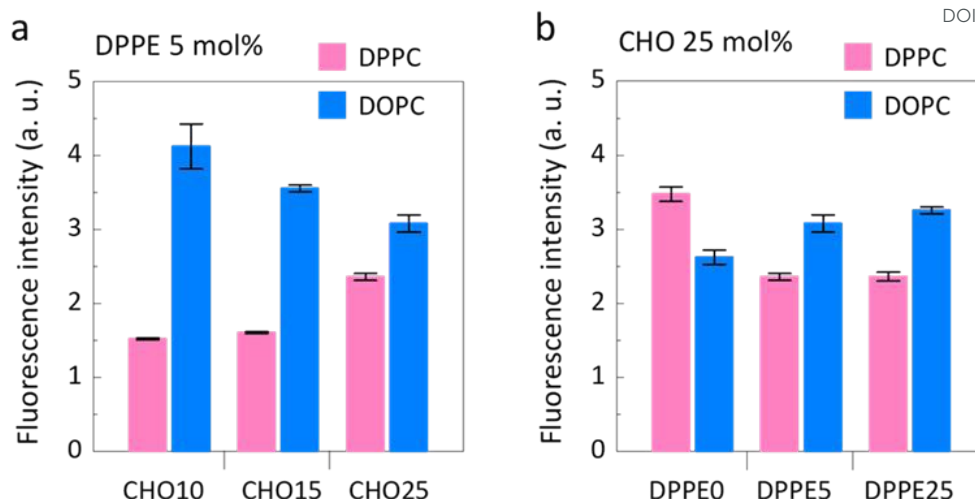 DOI
a
DPPE 5 mol%
DPPC
DOPC
Fluorescence intensity (a. u.)
5
4
3
2
1
0
CHO10 CHO15 CHO25
b
CHO 25 mol%
DPPC
DOPC
Fluorescence intensity (a. u.)
5
4
3
2
1
0
DPPE0 DPPE5 DPPE25